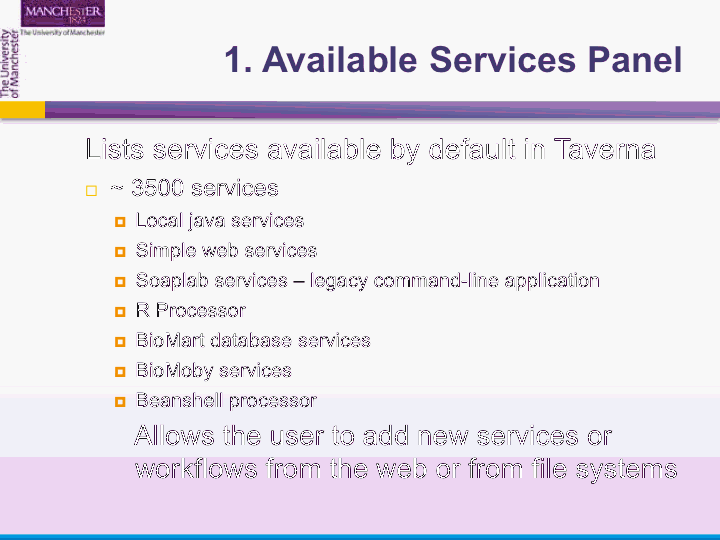 MANCHESTER
1824
The University of Manchester
The University
of Manchester
1. Available Services Panel
Lists services available by default in Taverna
~ 3500 services
Local java services
Simple web services
Soaplab services – legacy command-line application
R Processor
BioMart database services
BioMoby services
Beanshell processor
Allows the user to add new services or
workflows from the web or from file systems